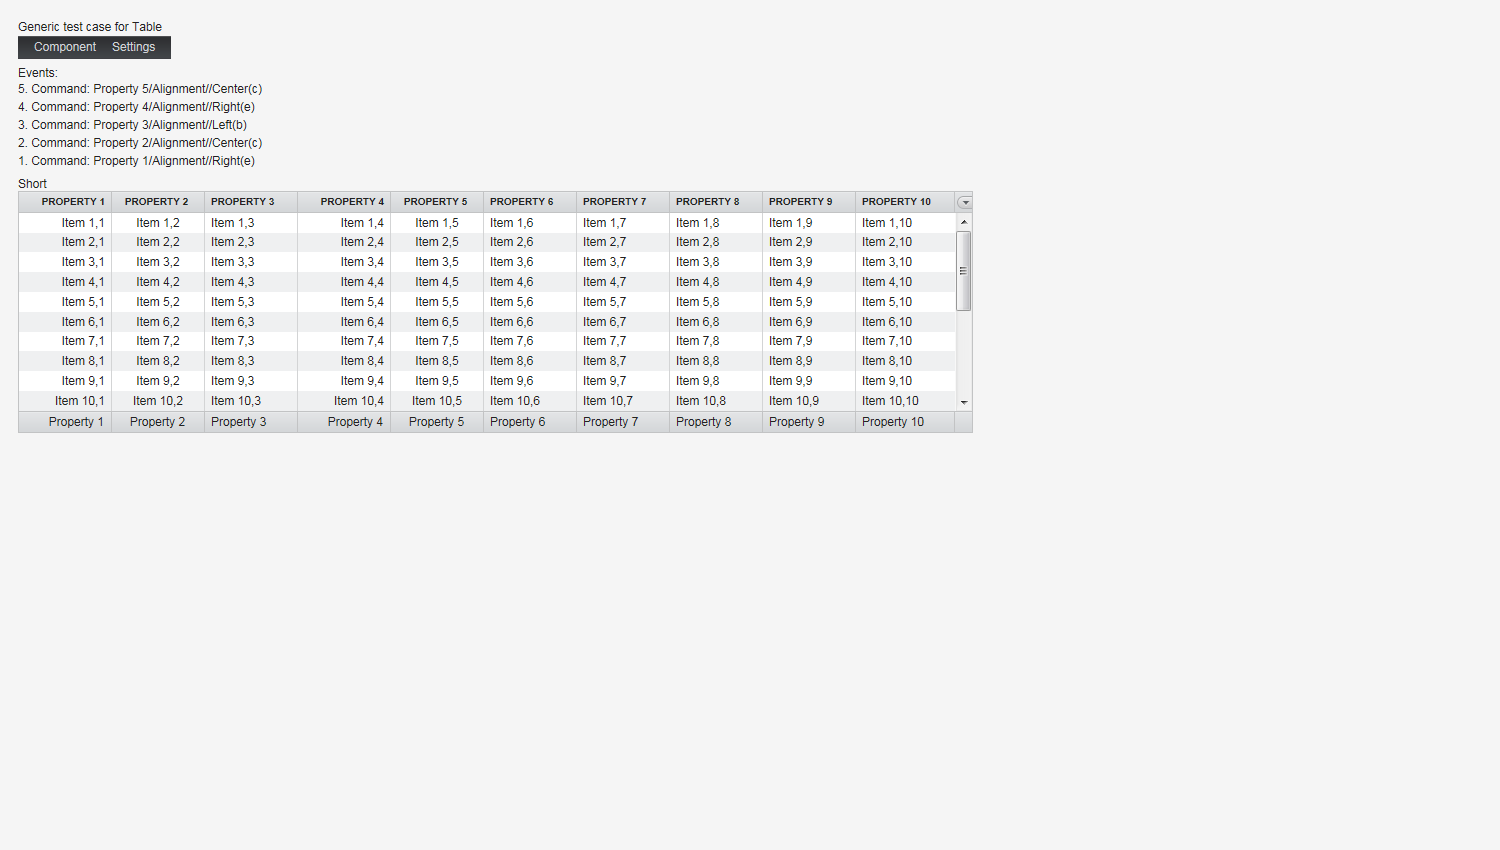 Generic test case for Table
Component Settings
Events:
5. Command: Property 5/Alignment//Center(c)
4. Command: Property 4/Alignment//Right(e)
3. Command: Property 3/Alignment//Left(b)
2. Command: Property 2/Alignment//Center(c)
1. Command: Property 1/Alignment//Right(e)
Short
PROPERTY 1 PROPERTY 2 PROPERTY 3 PROPERTY 4 PROPERTY 5 PROPERTY 6 PROPERTY 7 PROPERTY 8 PROPERTY 9 PROPERTY 10
Item 1,1 Item 1,2 Item 1,3 Item 1,4 Item 1,5 Item 1,6 Item 1,7 Item 1,8 Item 1,9 Item 1,10
Item 2,1 Item 2,2 Item 2,3 Item 2,4 Item 2,5 Item 2,6 Item 2,7 Item 2,8 Item 2,9 Item 2,10
Item 3,1 Item 3,2 Item 3,3 Item 3,4 Item 3,5 Item 3,6 Item 3,7 Item 3,8 Item 3,9 Item 3,10
Item 4,1 Item 4,2 Item 4,3 Item 4,4 Item 4,5 Item 4,6 Item 4,7 Item 4,8 Item 4,9 Item 4,10
Item 5,1 Item 5,2 Item 5,3 Item 5,4 Item 5,5 Item 5,6 Item 5,7 Item 5,8 Item 5,9 Item 5,10
Item 6,1 Item 6,2 Item 6,3 Item 6,4 Item 6,5 Item 6,6 Item 6,7 Item 6,8 Item 6,9 Item 6,10
Item 7,1 Item 7,2 Item 7,3 Item 7,4 Item 7,5 Item 7,6 Item 7,7 Item 7,8 Item 7,9 Item 7,10
Item 8,1 Item 8,2 Item 8,3 Item 8,4 Item 8,5 Item 8,6 Item 8,7 Item 8,8 Item 8,9 Item 8,10
Item 9,1 Item 9,2 Item 9,3 Item 9,4 Item 9,5 Item 9,6 Item 9,7 Item 9,8 Item 9,9 Item 9,10
Item 10,1 Item 10,2 Item 10,3 Item 10,4 Item 10,5 Item 10,6 Item 10,7 Item 10,8 Item 10,9 Item 10,10
Property 1 Property 2 Property 3 Property 4 Property 5 Property 6 Property 7 Property 8 Property 9 Property 10